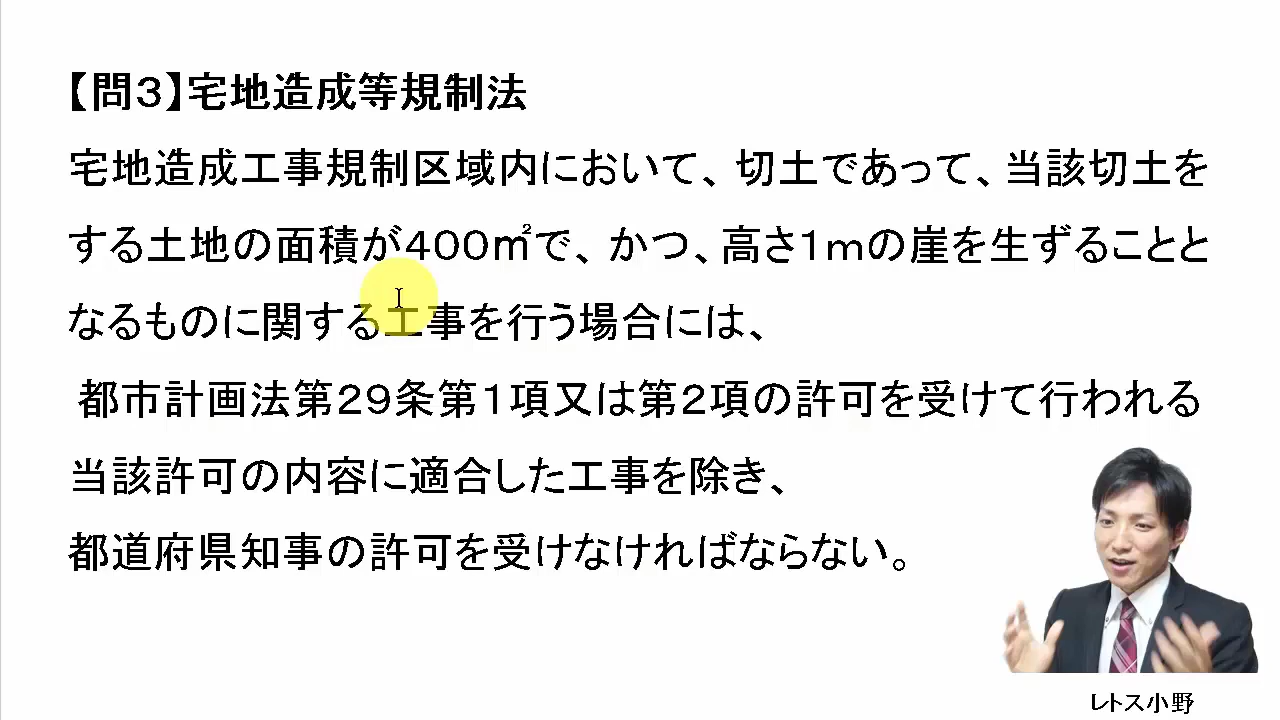 【問３】宅地造成等規制法
宅地造成工事規制区域内において、切土であって、当該切土を
する土地の面積が４００㎡で、かつ、高さ１ｍの崖を生ずることと
なるものに関する工事を行う場合には、
都市計画法第２９条第１項又は第２項の許可を受けて行われる
当該許可の内容に適合した工事を除き、
都道府県知事の許可を受けなければならない。
レトス小野